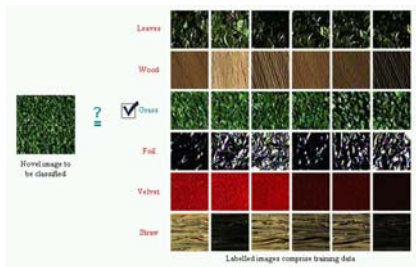 Leaves
Wood
?
=
Grass
Foil
Velvet
Straw
Novel image to
be classified
Labelled images comprise training data